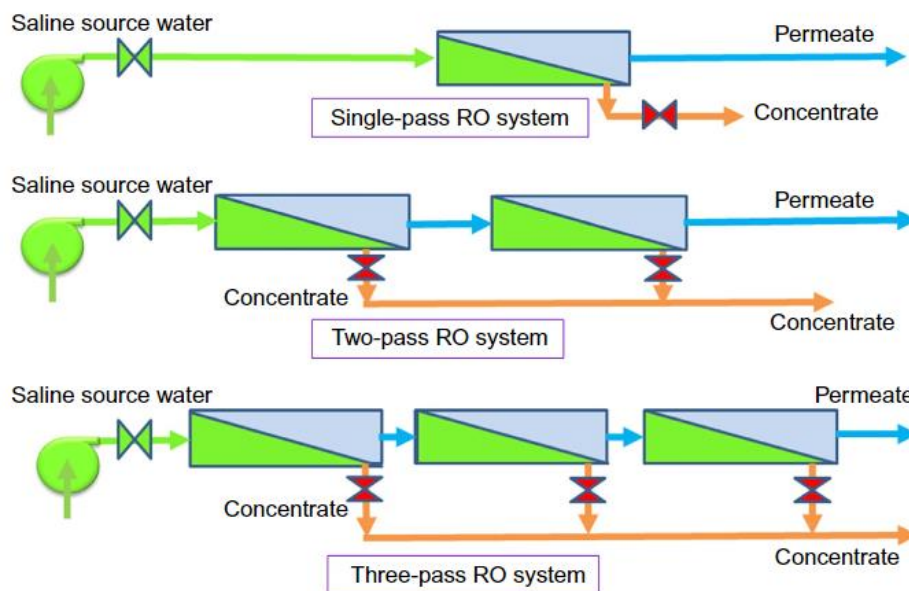 Saline source water
Permeate
Concentrate
Single-pass RO system
Saline source water
Permeate
Concentrate
Concentrate
Two-pass RO system
Saline source water
Permeate
Concentrate
Concentrate
Three-pass RO system